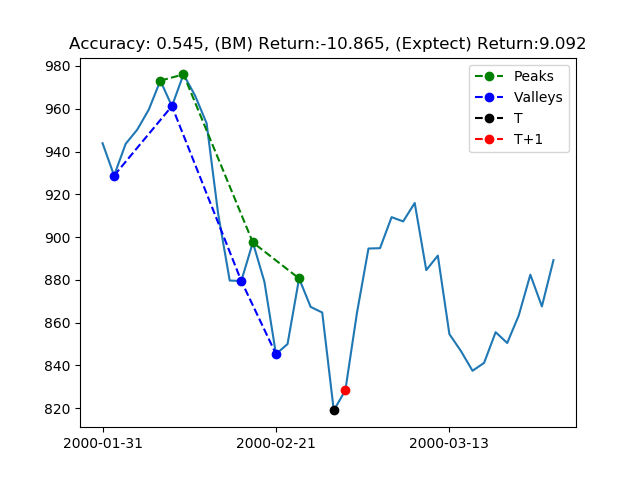 Accuracy: 0.545, (BM) Return:-10.865, (Exptect) Return:9.092
980
960
940
920
900
880
860
840
820
Peaks
Valleys
T
T+1
2000-01-31
2000-02-21
2000-03-13